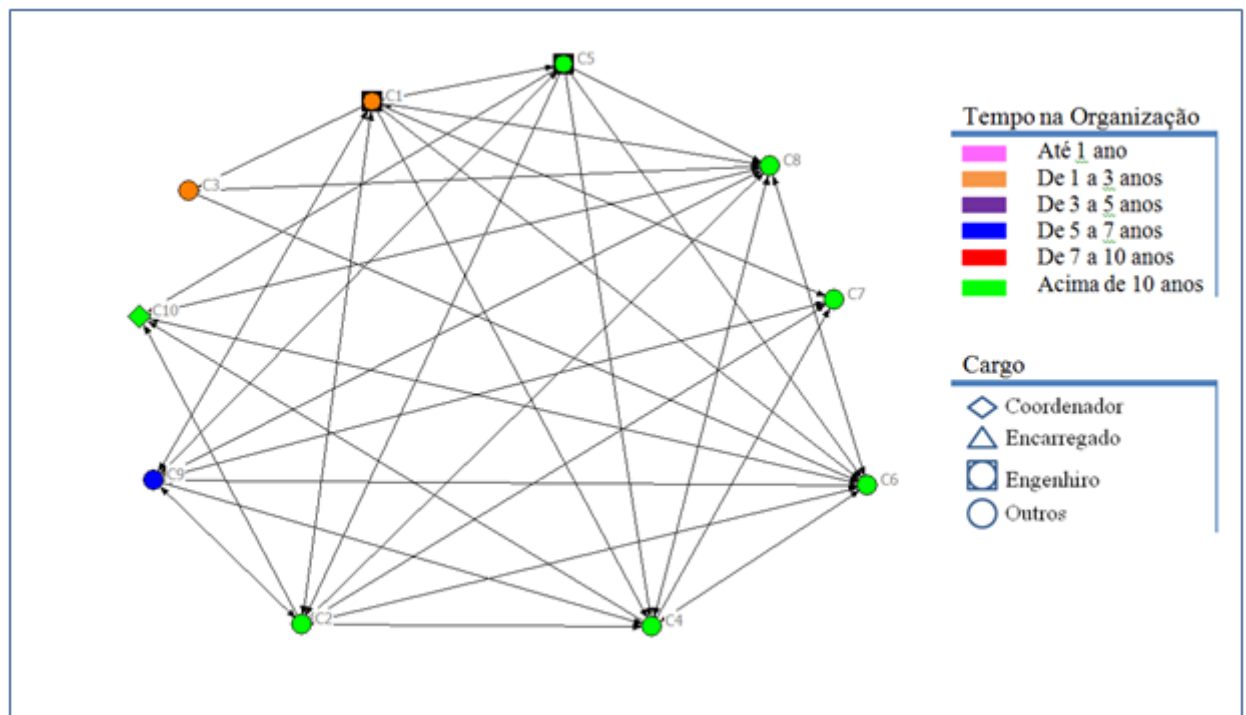 C5
C1
C8
C3
C7
C10
C9
C6
C2
C4
Tempo na Organização
Até 1 ano
De 1 a 3 anos
De 3 a 5 anos
De 5 a 7 anos
De 7 a 10 anos
Acima de 10 anos
Cargo
Coordenador
Encarregado
Engenhiro
Outros